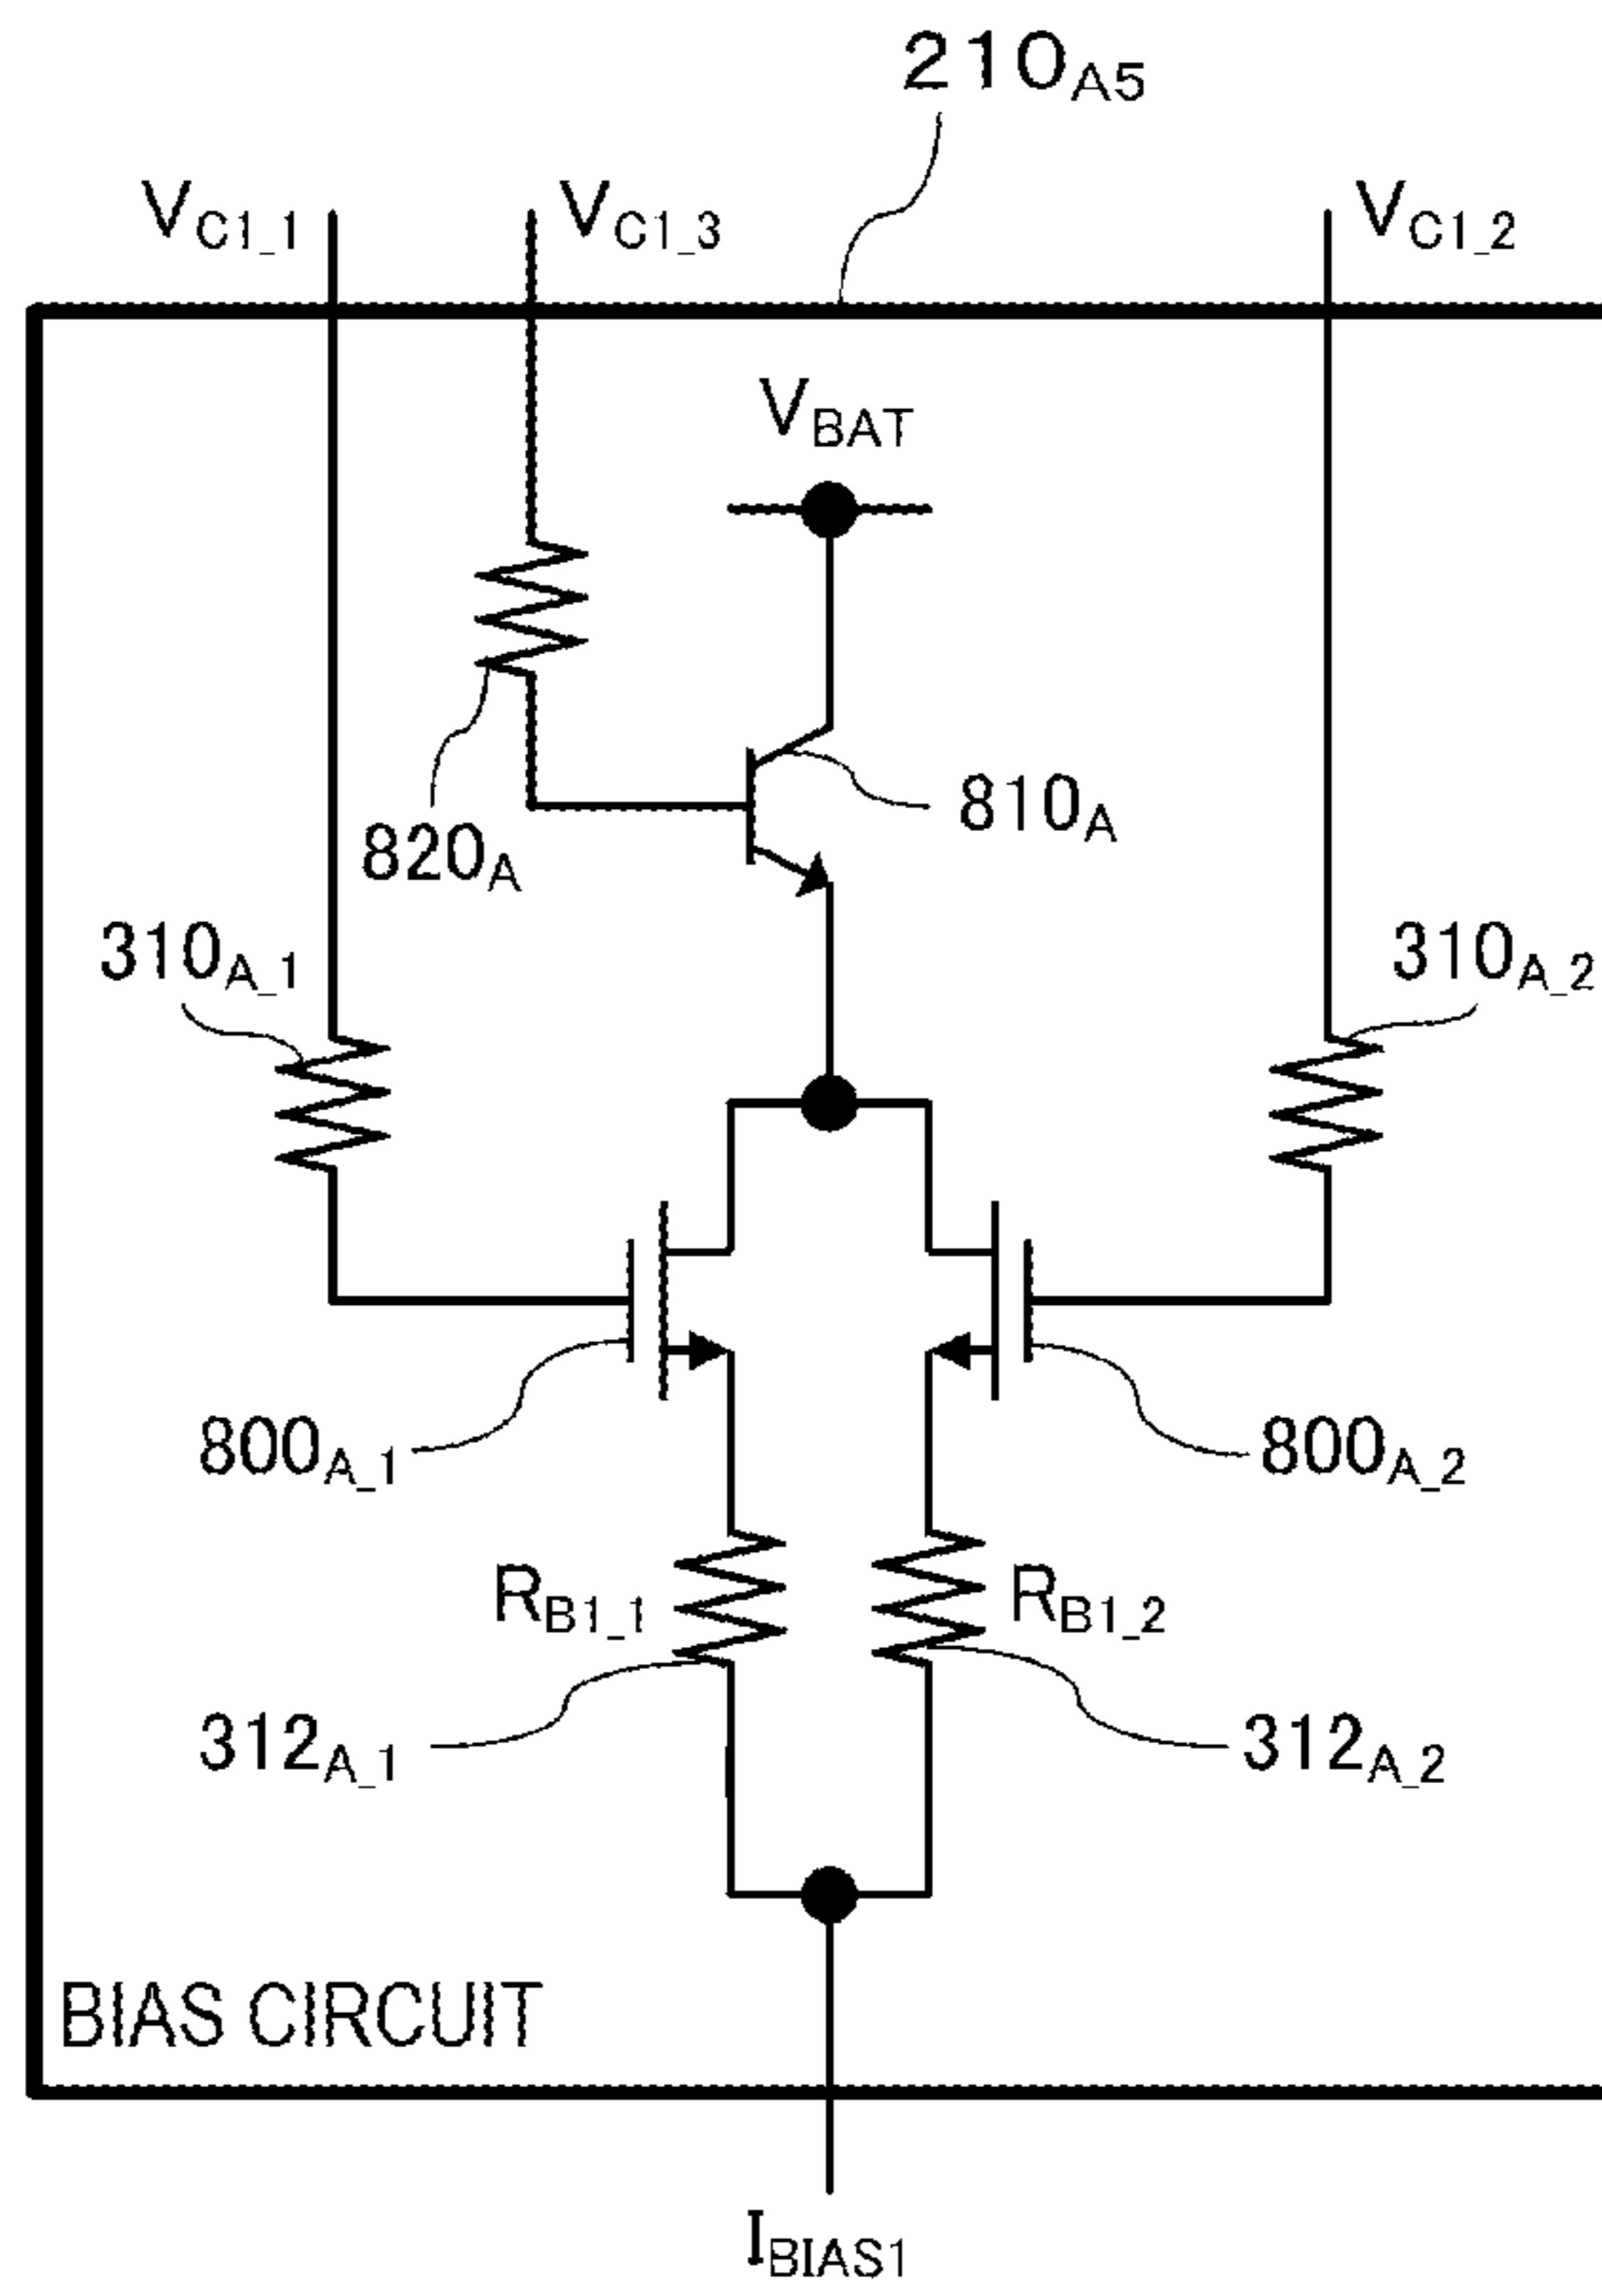 210A5
VC1_1
VC1_3
VC1_2
VBAT
810A
820A
310A_1
310A_2
800A_1
800A_2
RB1_1
RB1_2
312A_1
312A_2
BIAS CIRCUIT
IBIAS1